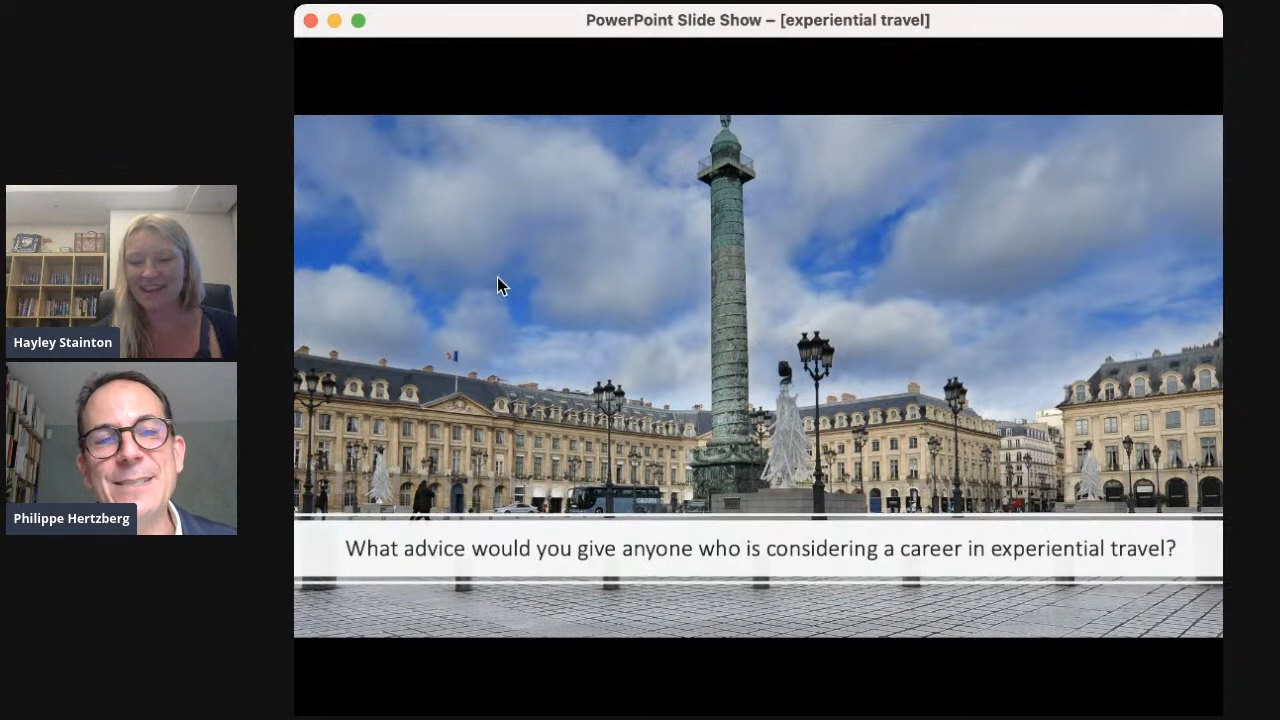 PowerPoint Slide Show – [experiential travel]
Hayley Stainton
Philippe Hertzberg
What advice would you give anyone who is considering a career in experiential travel?